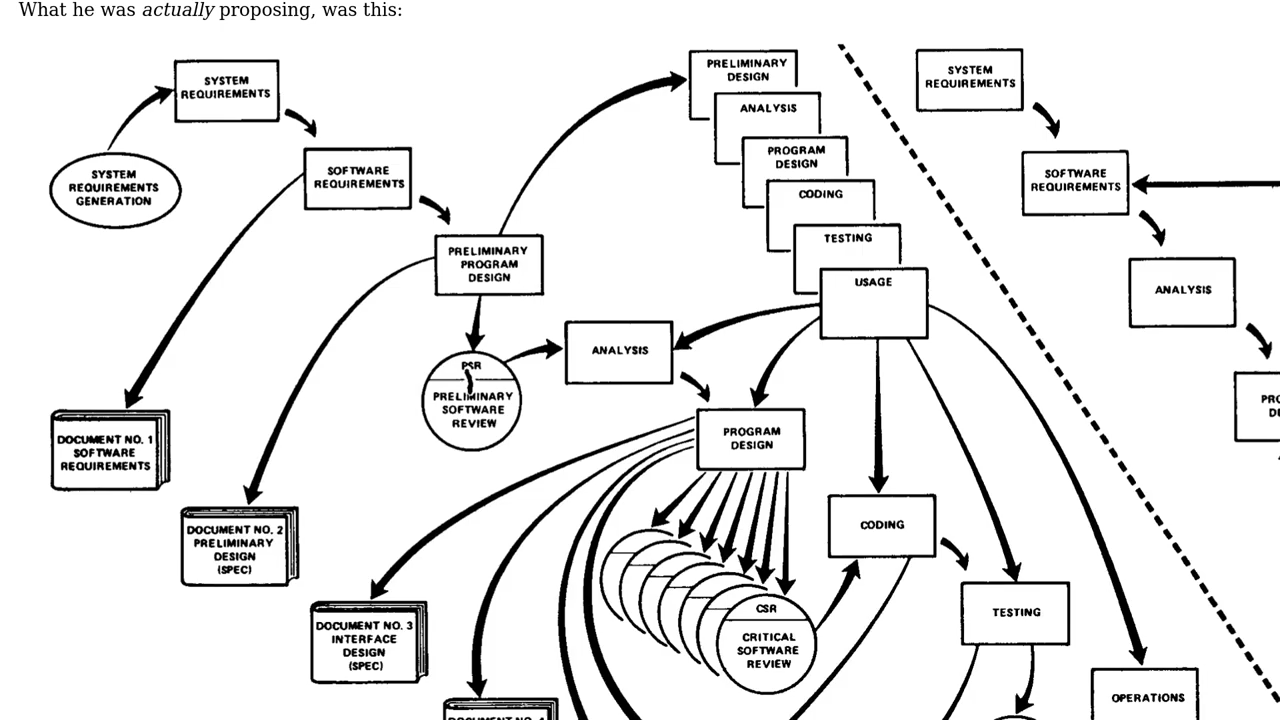 What he was actually proposing, was this:
SYSTEM
REQUIREMENTS
SYSTEM
REQUIREMENTS
GENERATION
SOFTWARE
REQUIREMENTS
PRELIMINARY
PROGRAM
DESIGN
PRELIMINARY
DESIGN
ANALYSIS
PROGRAM
DESIGN
CODING
TESTING
USAGE
PSR
PRELIMINARY
SOFTWARE
REVIEW
ANALYSIS
PROGRAM
DESIGN
DOCUMENT NO. 1
SOFTWARE
REQUIREMENTS
DOCUMENT NO. 2
PRELIMINARY
DESIGN
(SPEC)
DOCUMENT NO. 3
INTERFACE
DESIGN
(SPEC)
CSR
CRITICAL
SOFTWARE
REVIEW
CODING
TESTING
OPERATIONS
SYSTEM
REQUIREMENTS
SOFTWARE
REQUIREMENTS
ANALYSIS
DOCUMENT NO.